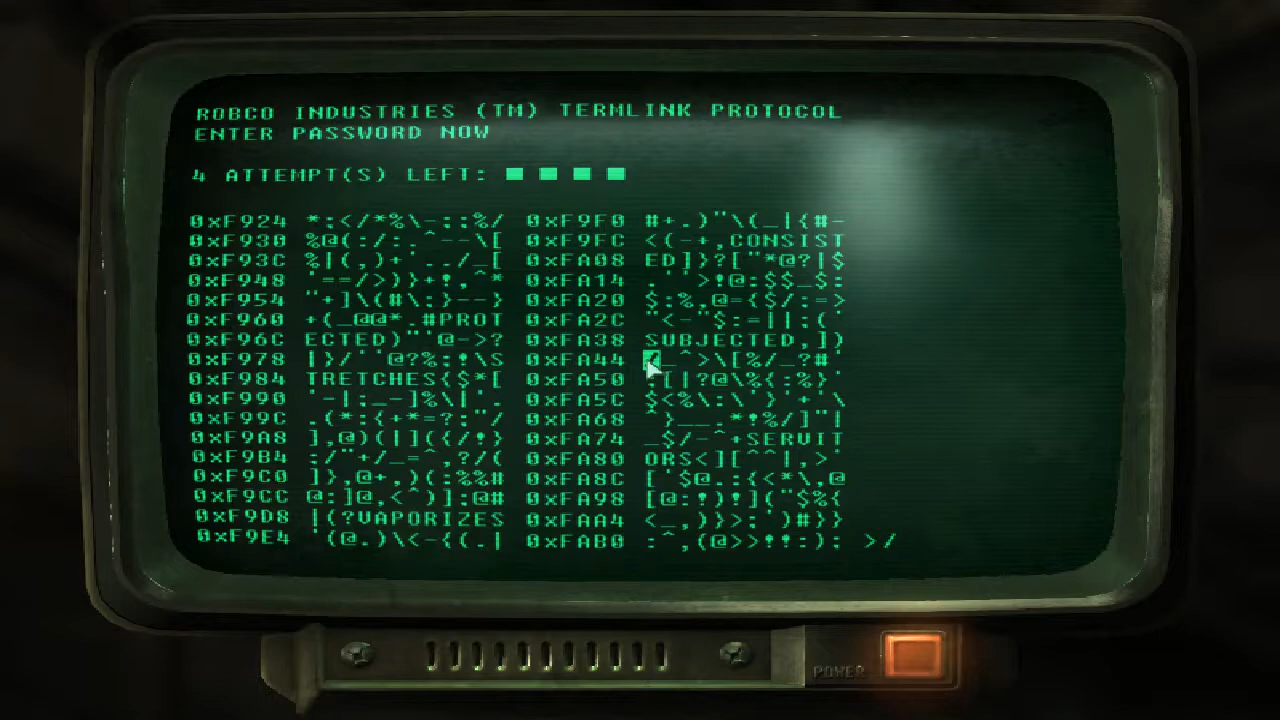 ROBCO INDUSTRIES (TM) TERMLINK PROTOCOL
ENTER PASSWORD NOW
4 ATTEMPT(S) LEFT: ■ ■ ■ ■
0xF924 *;</*%\-:;%/ 0xF9F0 #+.)"\(_|{#-
0xF930 %@(:/:.^--\[ 0xF9FC <(-+,CONSIST
0xF93C %|(,)+'../_[ 0xFA08 ED]}?["*@?|$
0xF948 '==/>))}+!,^* 0xFA14 .''>!@:$$_$:
0xF954 "+]\(#\:}--} 0xFA20 $:%,@={$/:->
0xF960 +(_@@*.#PROT 0xFA2C "<-"$:=||;('
0xF96C ECTED)"'@->? 0xFA38 SUBJECTED,])
0xF978 |}/''@?%;!\S 0xFA44 _^>\[%/_?#'
0xF984 TRETCHES{$*[ 0xFA50 :[|?@\%{:%}'
0xF990 '-|;_-]%\|'. 0xFA5C $<%\:\'}'+'\
0xF99C .(*:{+*=?:"/ 0xFA68 '}__.*!%/]"|
0xF9A8 ],@)(|]({/!} 0xFA74 _$/-^+SERVIT
0xF9B4 ;/"+/_=^,?/( 0xFA80 ORS<][^^|,>'
0xF9C0 ]},@+,)(:%%# 0xFA8C ['$@.:{<*\,@
0xF9CC @:]@,<^)];@# 0xFA98 [@:!)!]("$%{
0xF9D8 |(?VAPORIZES 0xFAA4 <_,)}>;')#}}
0xF9E4 '(@.)\<-{(.| 0xFAB0 :^,(@>>!!:); >/
POWER